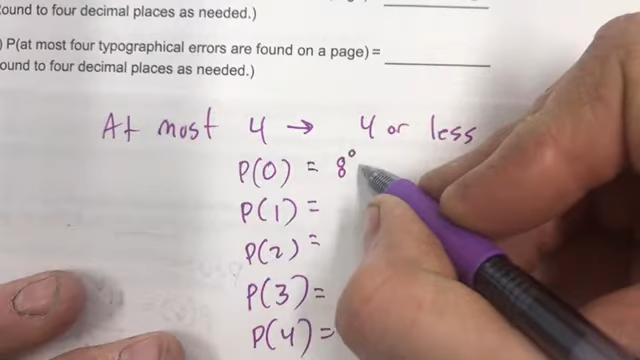 ound to four decimal places as needed.)
) P(at most four typographical errors are found on a page) =
ound to four decimal places as needed.)
At most 4 → 4 or less
P(0) = 8⁰
P(1) =
P(2) =
P(3) =
P(4) =